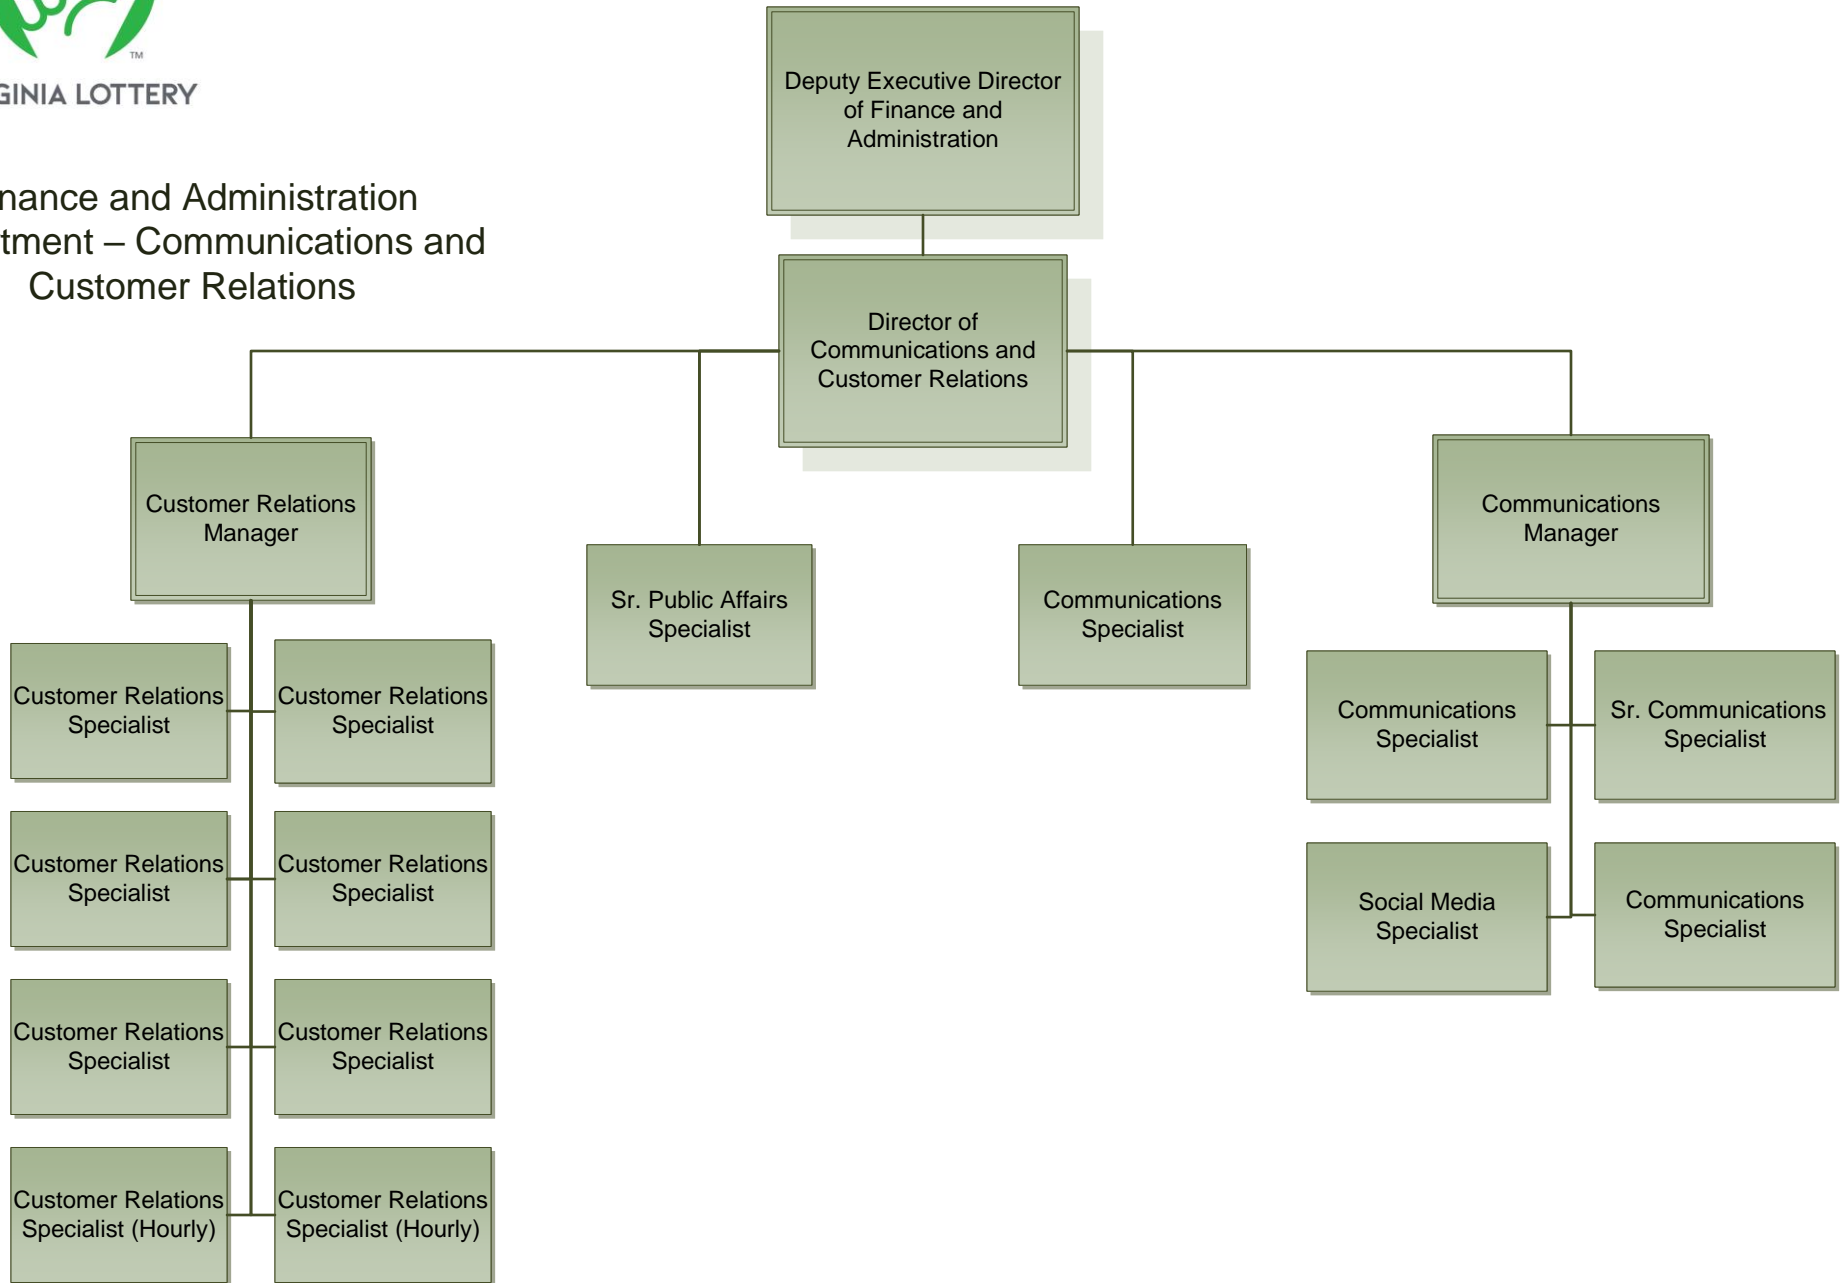 TM
GINIA LOTTERY
nance and Administration
tment – Communications and
Customer Relations
Deputy Executive Director
of Finance and
Administration
Director of
Communications and
Customer Relations
Customer Relations
Manager
Sr. Public Affairs
Specialist
Communications
Specialist
Communications
Manager
Customer Relations
Specialist
Customer Relations
Specialist
Communications
Specialist
Sr. Communications
Specialist
Customer Relations
Specialist
Customer Relations
Specialist
Social Media
Specialist
Communications
Specialist
Customer Relations
Specialist
Customer Relations
Specialist
Customer Relations
Specialist (Hourly)
Customer Relations
Specialist (Hourly)